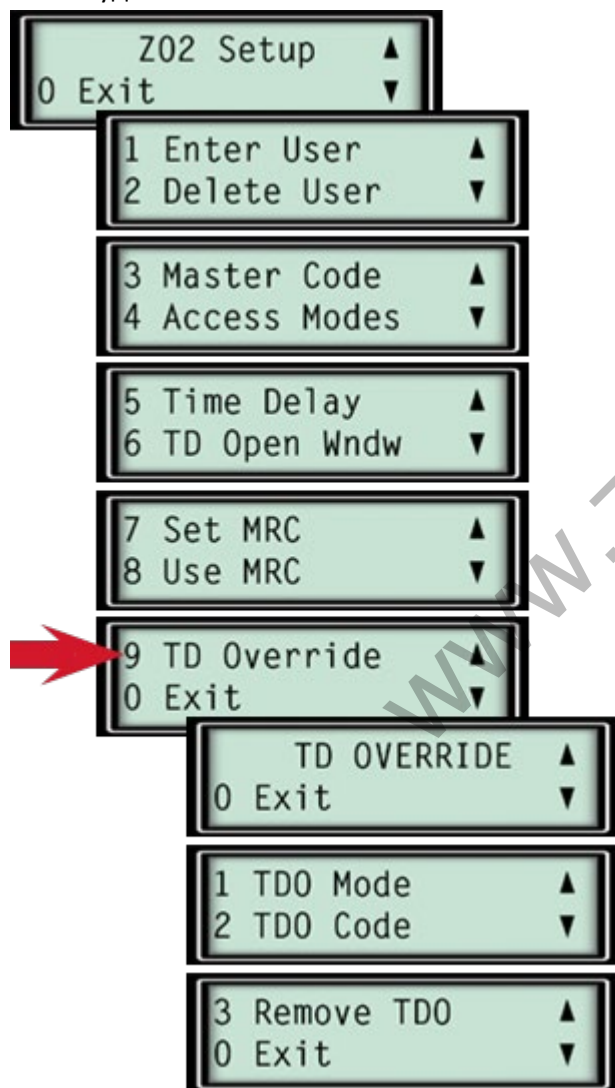 Z02 Setup ▲
0 Exit ▼
1 Enter User ▲
2 Delete User ▼
3 Master Code ▲
4 Access Modes ▼
5 Time Delay ▲
6 TD Open Wndw ▼
7 Set MRC ▲
8 Use MRC ▼
9 TD Override ▲
0 Exit ▼
TD OVERRIDE ▲
0 Exit ▼
1 TDO Mode ▲
2 TDO Code ▼
3 Remove TDO ▲
0 Exit ▼
www.